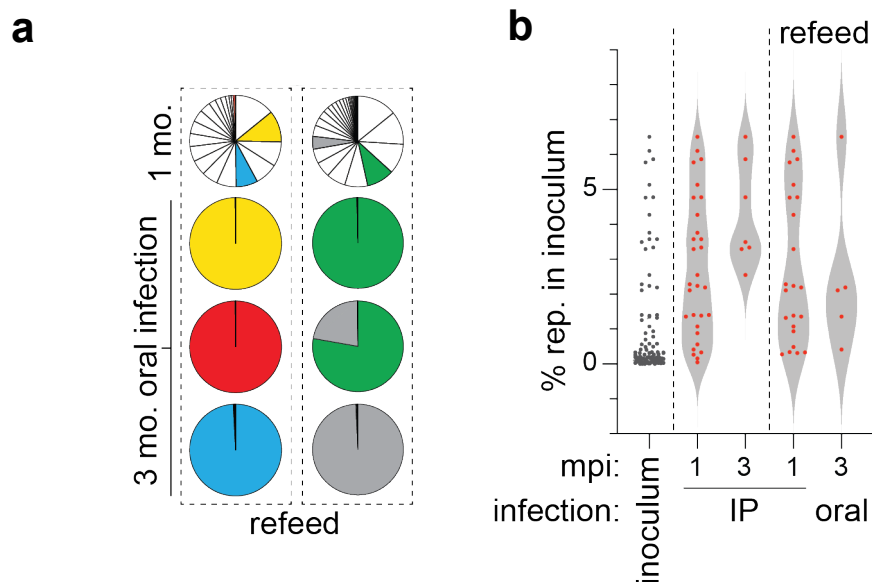 a
1 mo.
3 mo. oral infection
refeed
b
refeed
% rep. in inoculum
5
0
mpi: 1 3 1 3
infection: inoculum IP oral